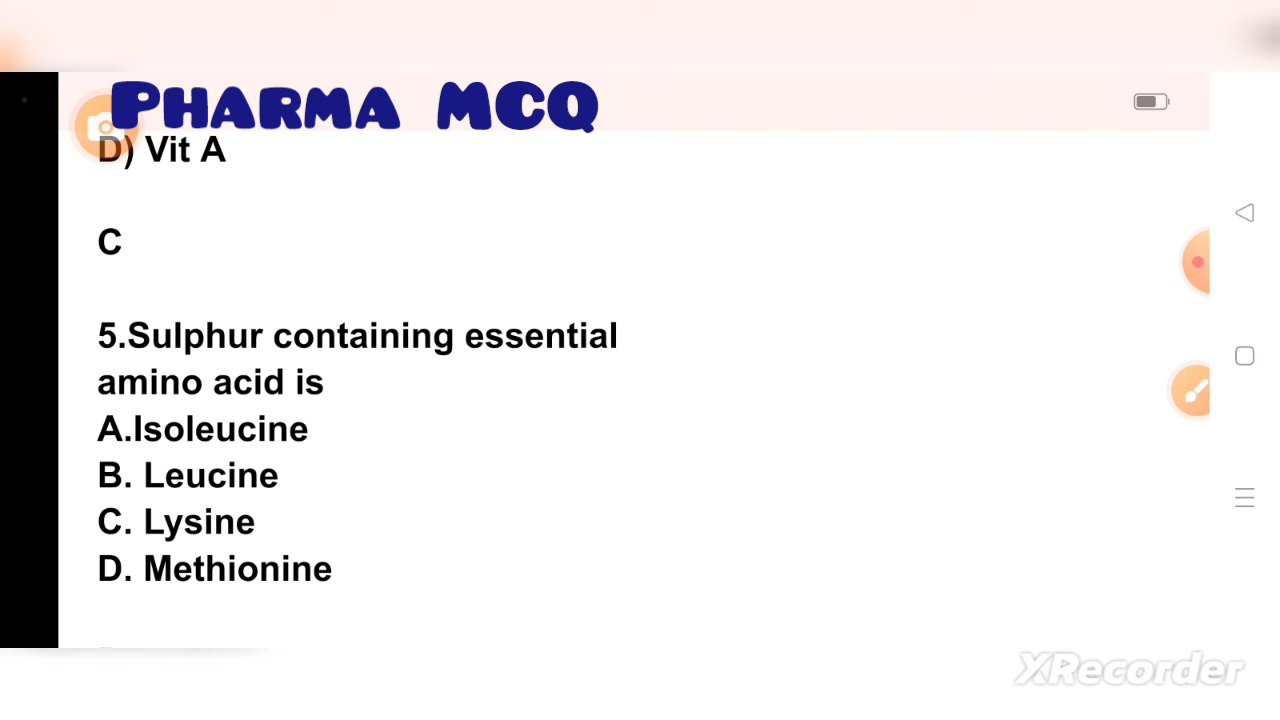 PHARMA MCQ
D) Vit A
C
5.Sulphur containing essential
amino acid is
A.Isoleucine
B. Leucine
C. Lysine
D. Methionine
XRecorder